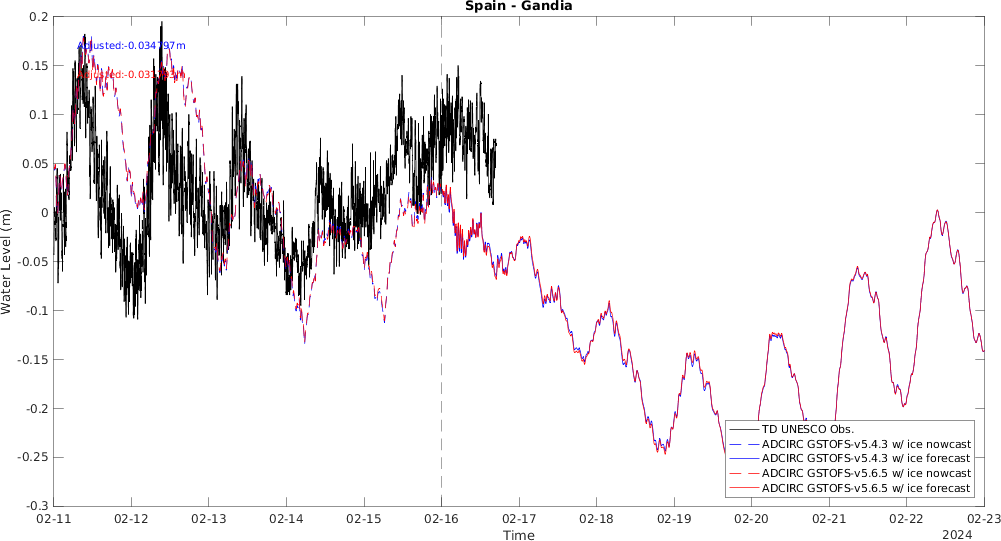 Spain - Gandia
Adjusted:-0.034797m
Water Level (m)
0.2
0.15
0.1
0.05
0
-0.05
-0.1
-0.15
-0.2
-0.25
-0.3
TD UNESCO Obs.
ADCIRC GSTOFS-v5.4.3 w/ ice nowcast
ADCIRC GSTOFS-v5.4.3 w/ ice forecast
ADCIRC GSTOFS-v5.6.5 w/ ice nowcast
ADCIRC GSTOFS-v5.6.5 w/ ice forecast
02-11 02-12 02-13 02-14 02-15 02-16 02-17 02-18 02-19 02-20 02-21 02-22 02-23
Time
2024